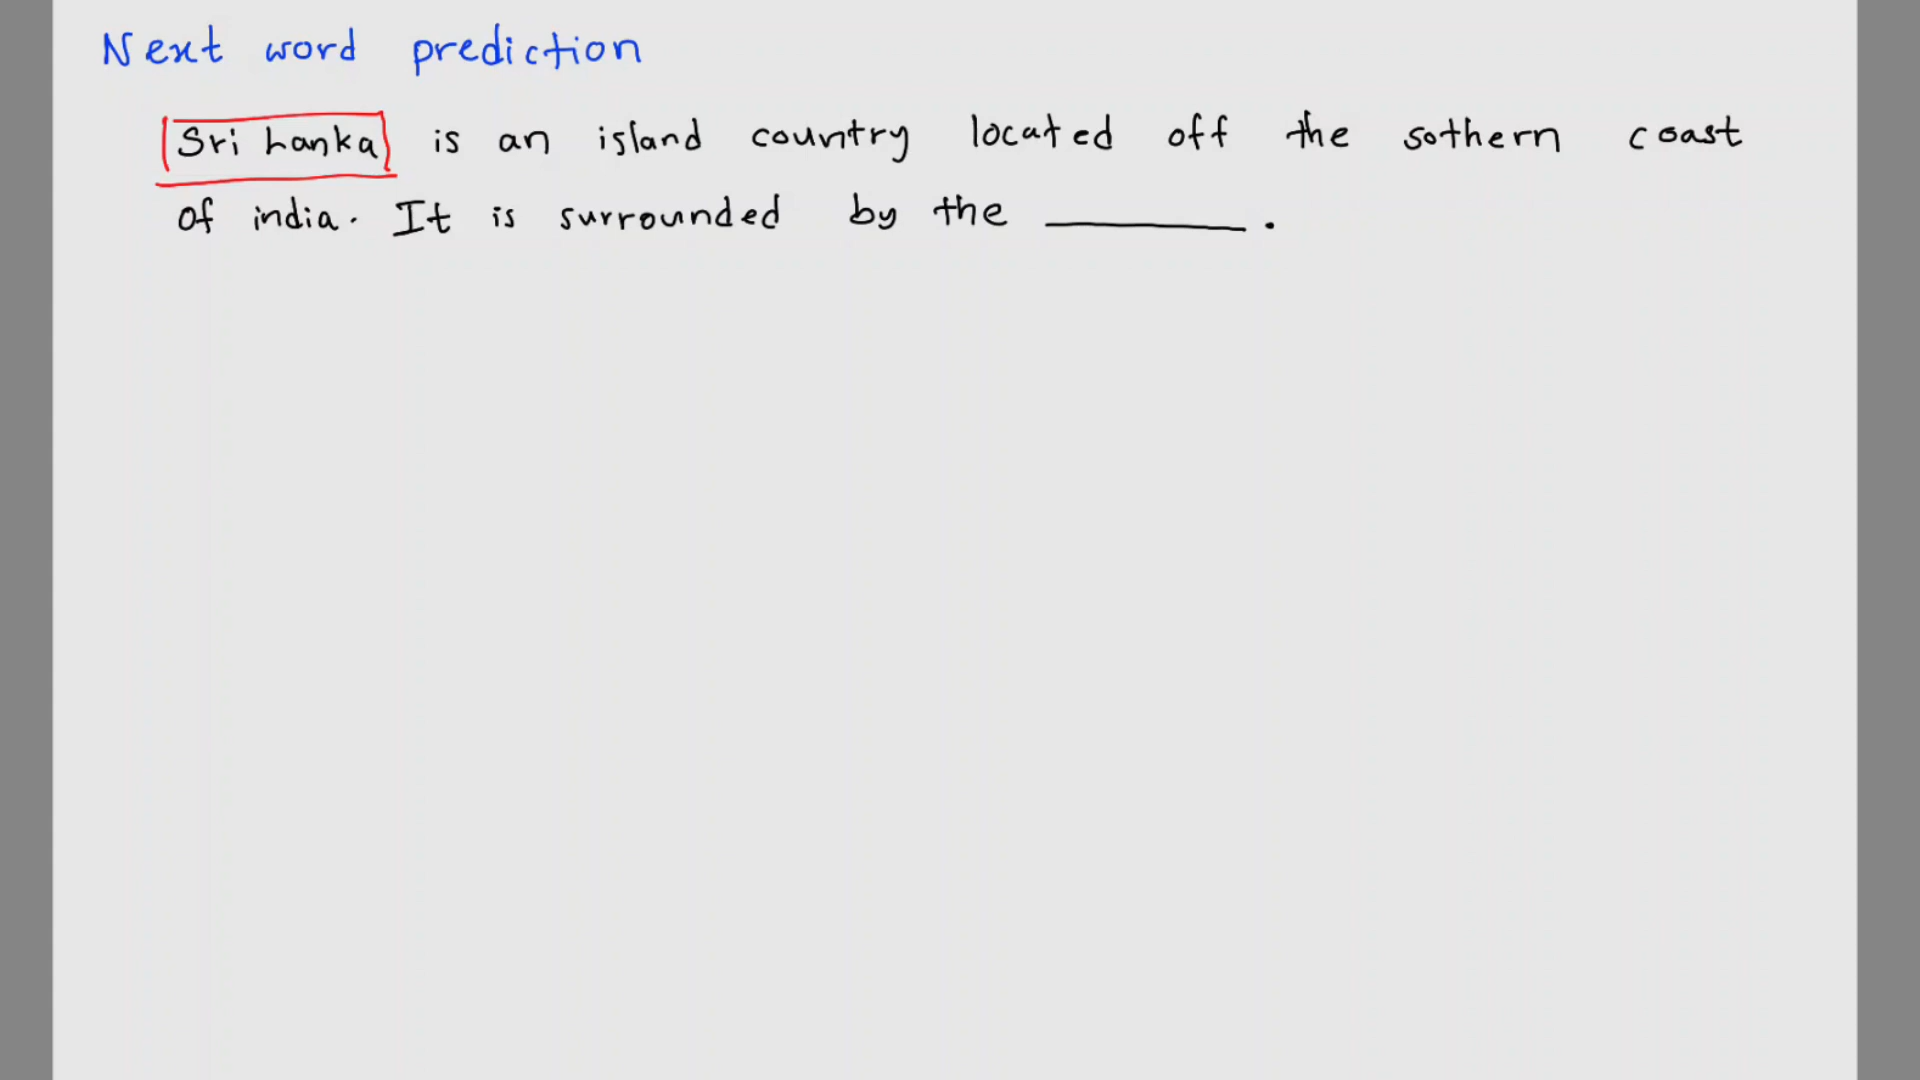 Next word prediction
Sri Lanka is an island country located off the sothern coast
of india. It is surrounded by the ________.